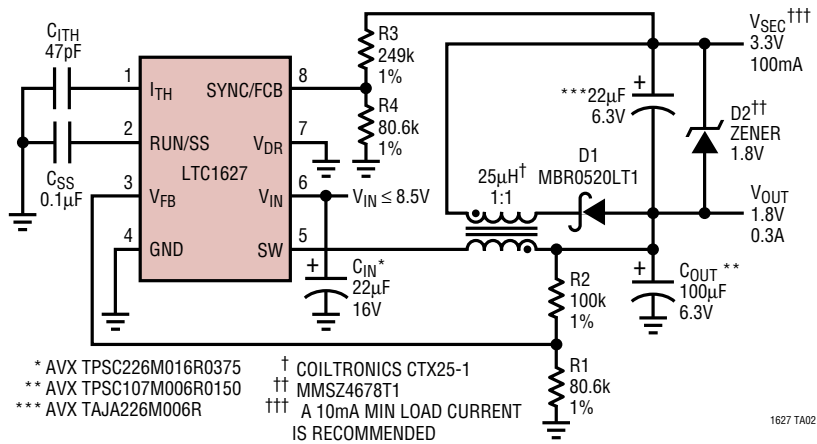 C_ITH
47pF
1
I_TH
2
RUN/SS
C_SS
0.1µF
3
V_FB
4
GND
LTC1627
SYNC/FCB
8
V_DR
7
V_IN
6
V_IN ≤ 8.5V
SW
5
R3
249k
1%
R4
80.6k
1%
C_IN*
22µF
16V
+
25µH†
1:1
D1
MBR0520LT1
+
***22µF
6.3V
D2††
ZENER
1.8V
V_SEC†††
3.3V
100mA
V_OUT
1.8V
0.3A
R2
100k
1%
+
C_OUT **
100µF
6.3V
R1
80.6k
1%
* AVX TPSC226M016R0375
** AVX TPSC107M006R0150
*** AVX TAJA226M006R
† COILTRONICS CTX25-1
†† MMSZ4678T1
††† A 10mA MIN LOAD CURRENT
IS RECOMMENDED
1627 TA02